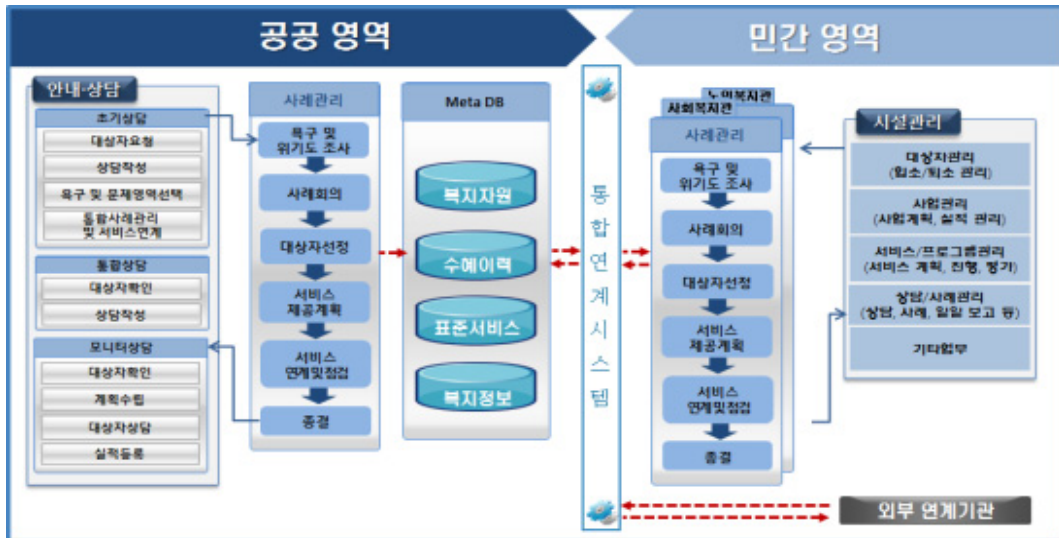 공공 영역
민간 영역
안내·상담
초기상담
대상자요청
상담작성
욕구 및 문제영역선택
통합사례관리
및 서비스연계
통합상담
대상자확인
상담작성
모니터상담
대상자확인
계획수립
대상자상담
실적등록
사례관리
욕구 및
위기도 조사
사례회의
대상자선정
서비스
제공계획
서비스
연계및점검
종결
Meta DB
복지자원
수혜이력
표준서비스
복지정보
통합연계시스템
노인복지관
사회복지관
사례관리
욕구 및
위기도 조사
사례회의
대상자선정
서비스
제공계획
서비스
연계및점검
종결
시설관리
대상자관리
(입소/퇴소 관리)
사업관리
(사업계획, 실적 관리)
서비스/프로그램관리
(서비스 계획, 진행, 평가)
상담/사례관리
(상담, 사례, 일일 보고 등)
기타업무
외부 연계기관